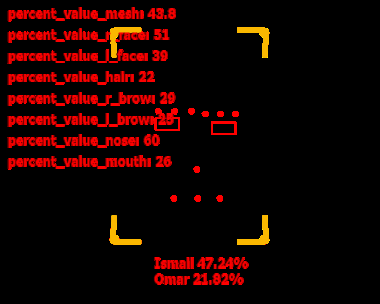 percent_value_mesh: 43.8
percent_value_r_face: 51
percent_value_l_face: 39
percent_value_hair: 22
percent_value_r_brow: 29
percent_value_l_brow: 25
percent_value_nose: 60
percent_value_mouth: 26
Ismail 47.24%
Omar 21.82%